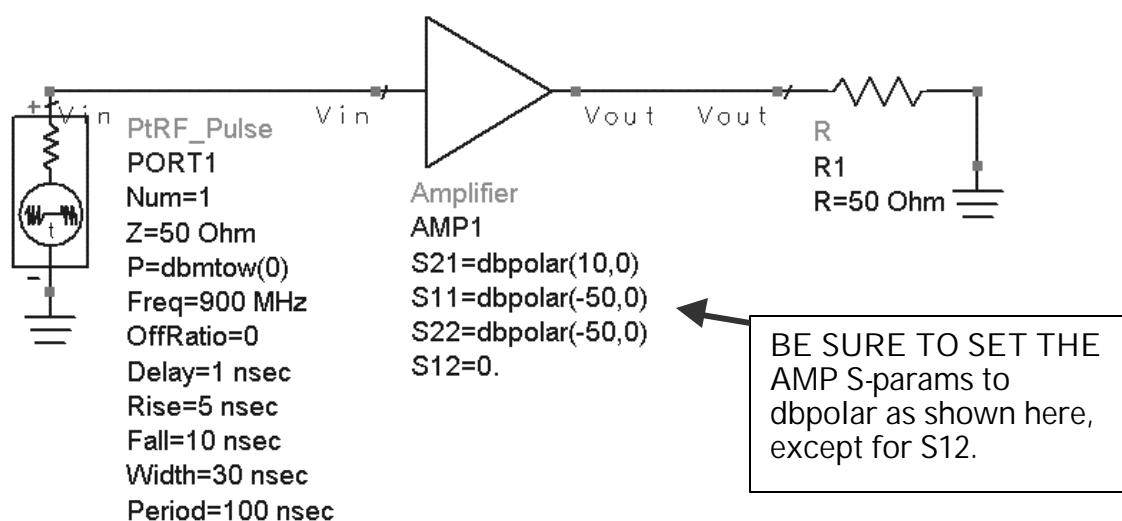 +
Vin
Vin
Vout
Vout
t
-
PtRF_Pulse
PORT1
Num=1
Z=50 Ohm
P=dbmtow(0)
Freq=900 MHz
OffRatio=0
Delay=1 nsec
Rise=5 nsec
Fall=10 nsec
Width=30 nsec
Period=100 nsec
Amplifier
AMP1
S21=dbpolar(10,0)
S11=dbpolar(-50,0)
S22=dbpolar(-50,0)
S12=0.
R
R1
R=50 Ohm
BE SURE TO SET THE
AMP S-params to
dbpolar as shown here,
except for S12.